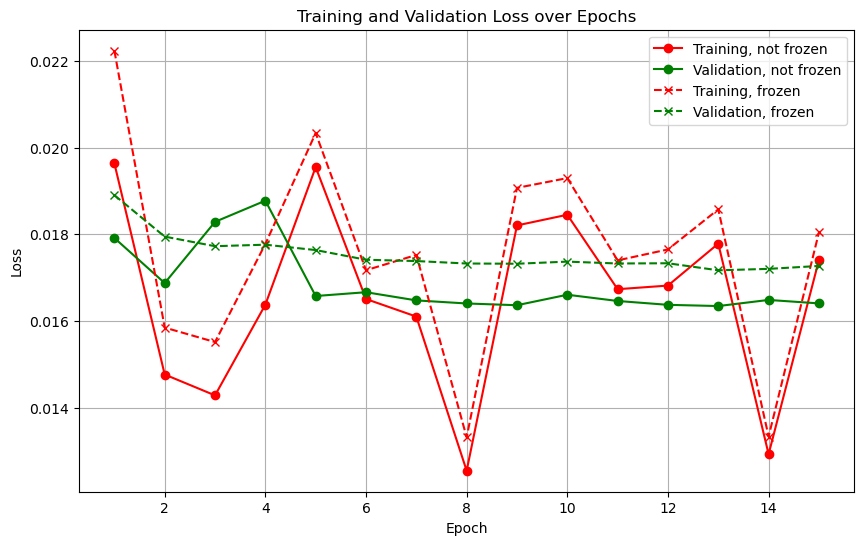 Training and Validation Loss over Epochs
Training, not frozen
Validation, not frozen
Training, frozen
Validation, frozen
Loss
0.022
0.020
0.018
0.016
0.014
2 4 6 8 10 12 14
Epoch